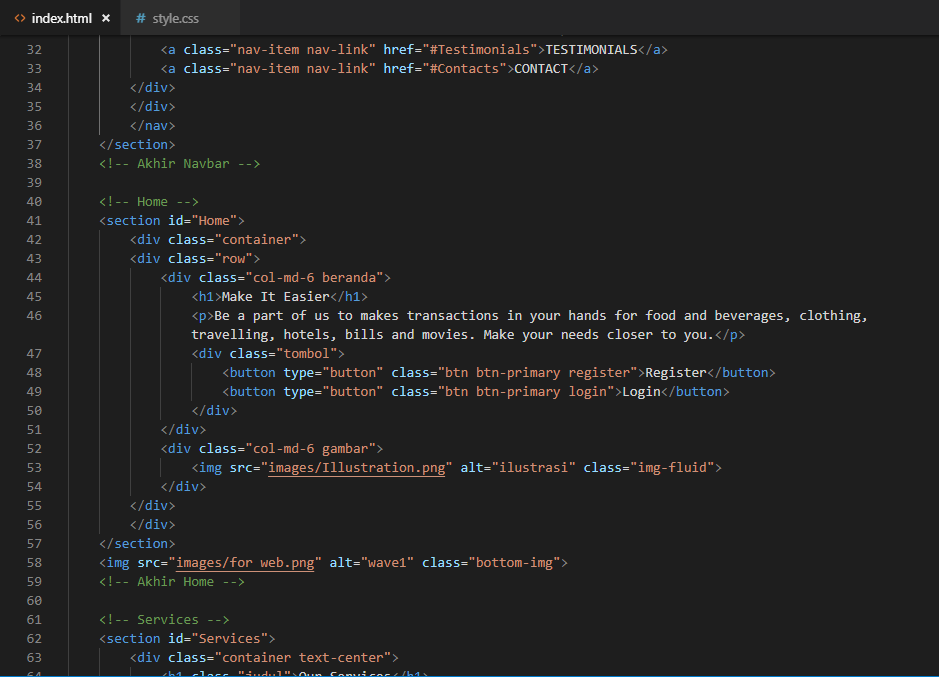 <> index.html × # style.css
32 <a class="nav-item nav-link" href="#Testimonials">TESTIMONIALS</a>
33 <a class="nav-item nav-link" href="#Contacts">CONTACT</a>
34 </div>
35 </div>
36 </nav>
37 </section>
38 <!-- Akhir Navbar -->
39
40 <!-- Home -->
41 <section id="Home">
42 <div class="container">
43 <div class="row">
44 <div class="col-md-6 beranda">
45 <h1>Make It Easier</h1>
46 <p>Be a part of us to makes transactions in your hands for food and beverages, clothing,
travelling, hotels, bills and movies. Make your needs closer to you.</p>
47 <div class="tombol">
48 <button type="button" class="btn btn-primary register">Register</button>
49 <button type="button" class="btn btn-primary login">Login</button>
50 </div>
51 </div>
52 <div class="col-md-6 gambar">
53 <img src="images/Illustration.png" alt="ilustrasi" class="img-fluid">
54 </div>
55 </div>
56 </div>
57 </section>
58 <img src="images/for web.png" alt="wave1" class="bottom-img">
59 <!-- Akhir Home -->
60
61 <!-- Services -->
62 <section id="Services">
63 <div class="container text-center">
64 <h1 class="judul">Our Services</h1>